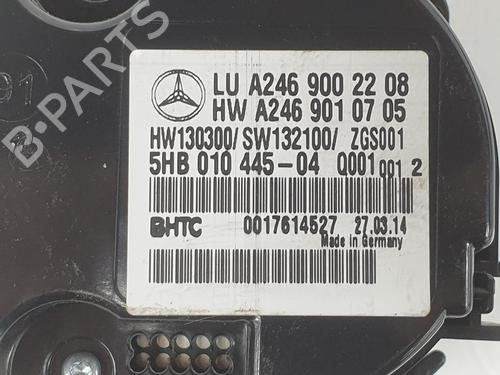 LU A246 900 22 08
HW A246 901 07 05
HW130300/ SW132100/ ZGS001
5HB 010 445-04 Q001 001 2
BHTC 0017614527 27.03.14
Made in Germany
91